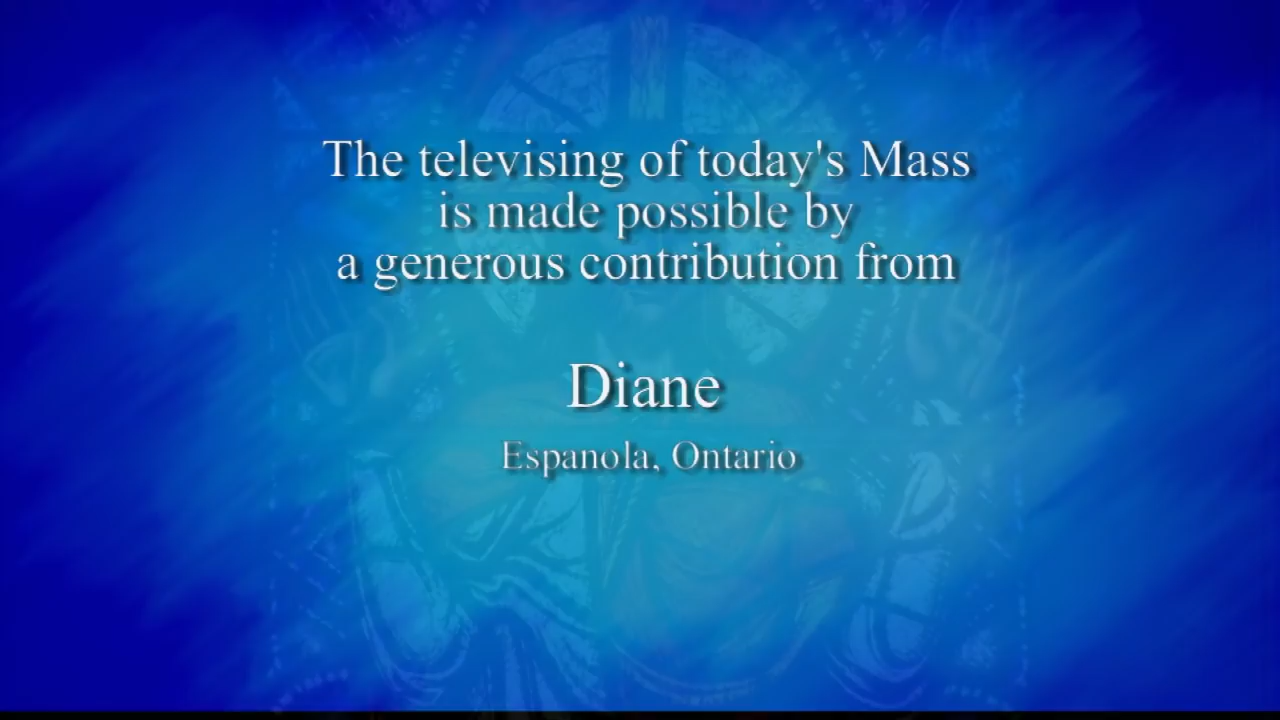 The televising of today's Mass
is made possible by
a generous contribution from
Diane
Espanola, Ontario